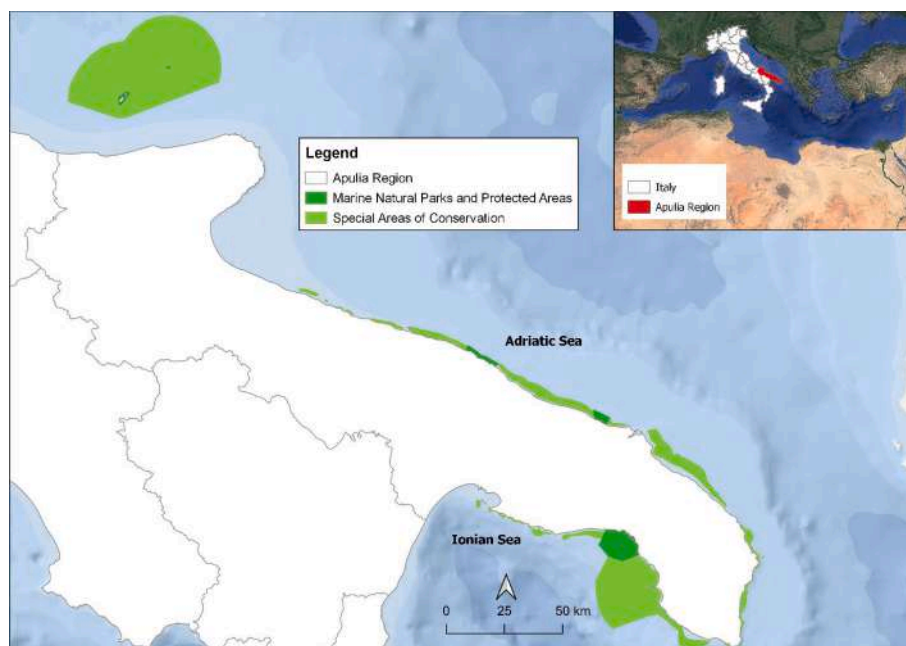 Legend
Apulia Region
Marine Natural Parks and Protected Areas
Special Areas of Conservation
Italy
Apulia Region
Adriatic Sea
Ionian Sea
0 25 50 km